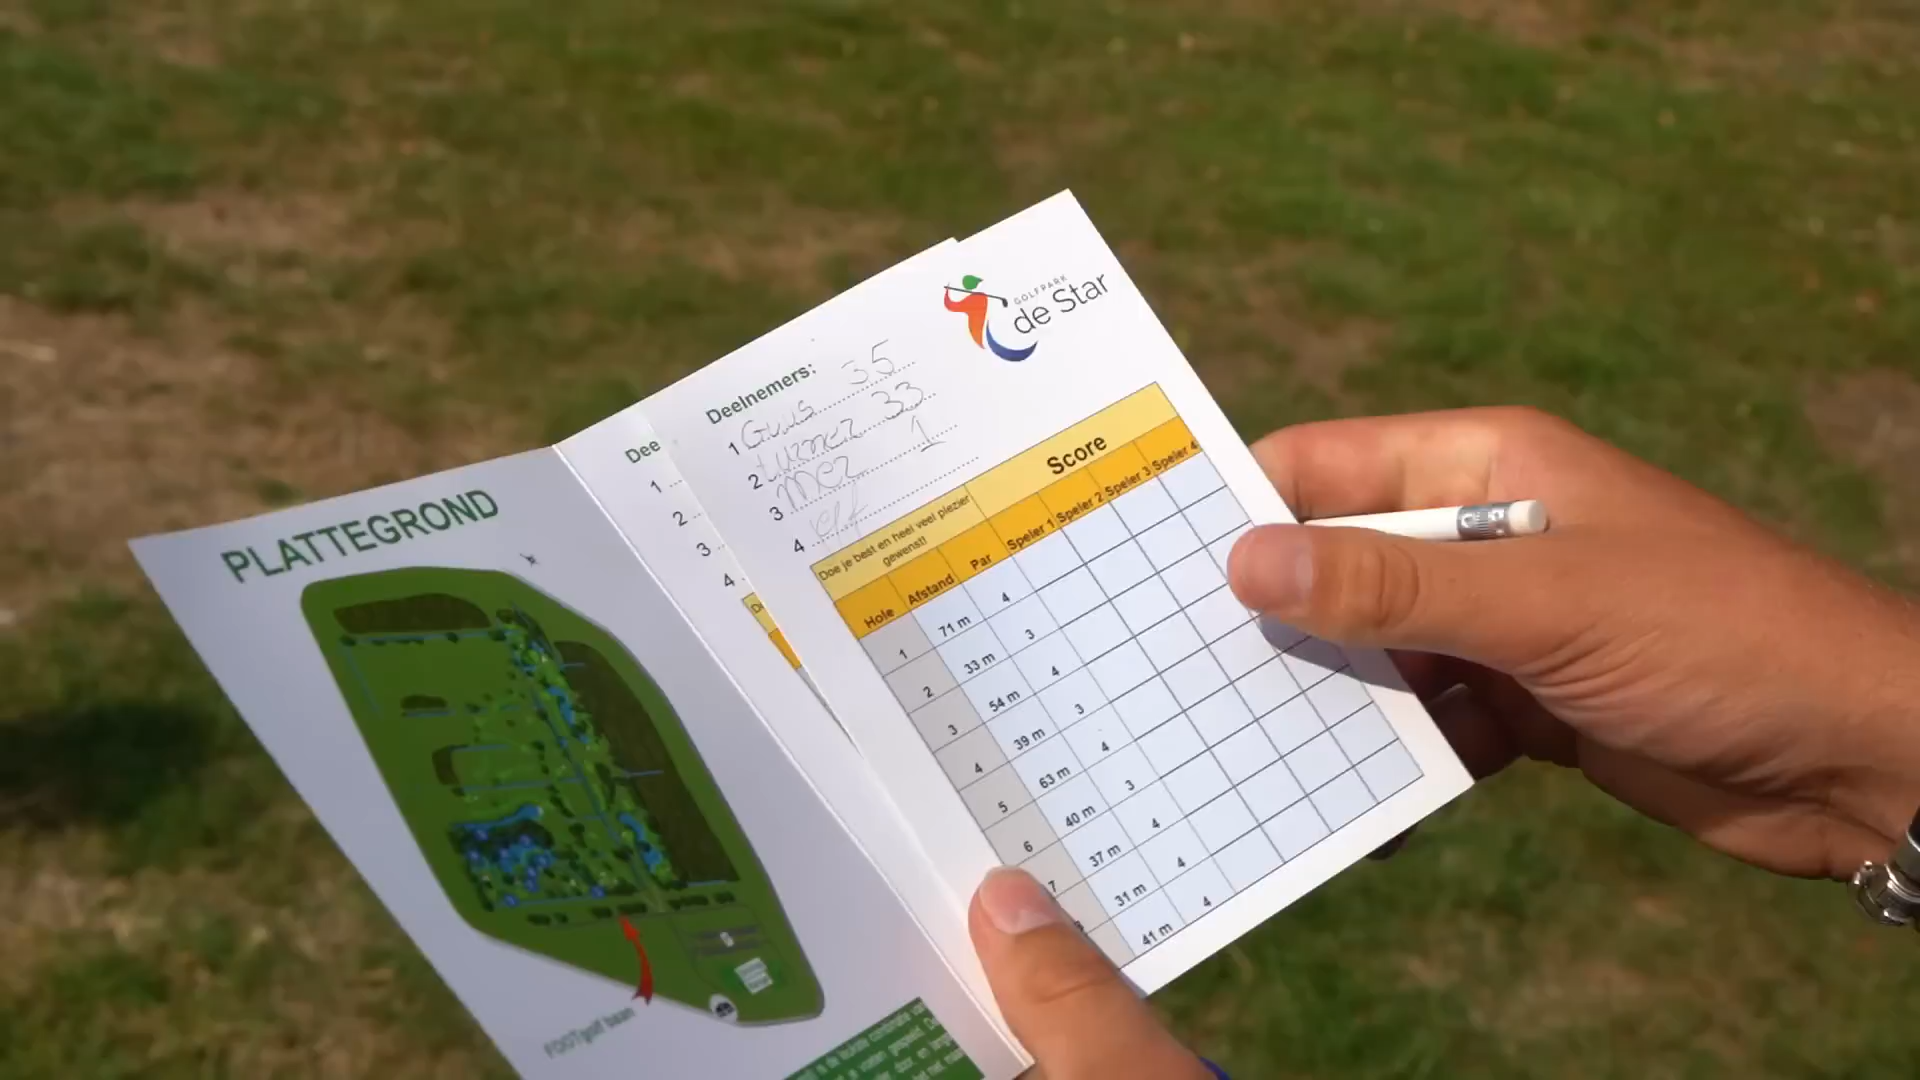 PLATTEGROND
FOOTgolf baan
Dee
1
2
3
4
GOLFPARK
de Star
Deelnemers:
1 Guus 35
2 turner 33
3 mez 1
4
Doe je best en heel veel plezier
gewenst!
Score
Hole Afstand Par Speler 1 Speler 2 Speler 3 Speler 4
1 71 m 4
2 33 m 3
3 54 m 4
4 39 m 3
5 63 m 4
6 40 m 3
7 37 m 4
31 m 4
41 m 4